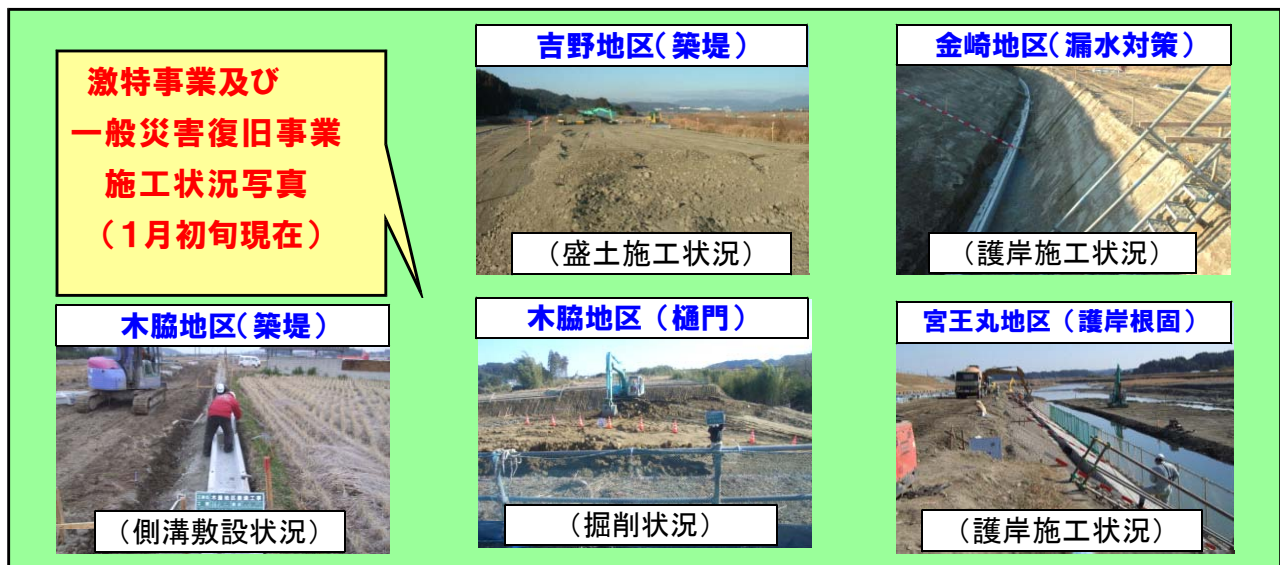 激特事業及び
一般災害復旧事業
施工状況写真
（１月初旬現在）
吉野地区（築堤）
（盛土施工状況）
金崎地区（漏水対策）
（護岸施工状況）
木脇地区（築堤）
（側溝敷設状況）
木脇地区（樋門）
（掘削状況）
宮王丸地区（護岸根固）
（護岸施工状況）